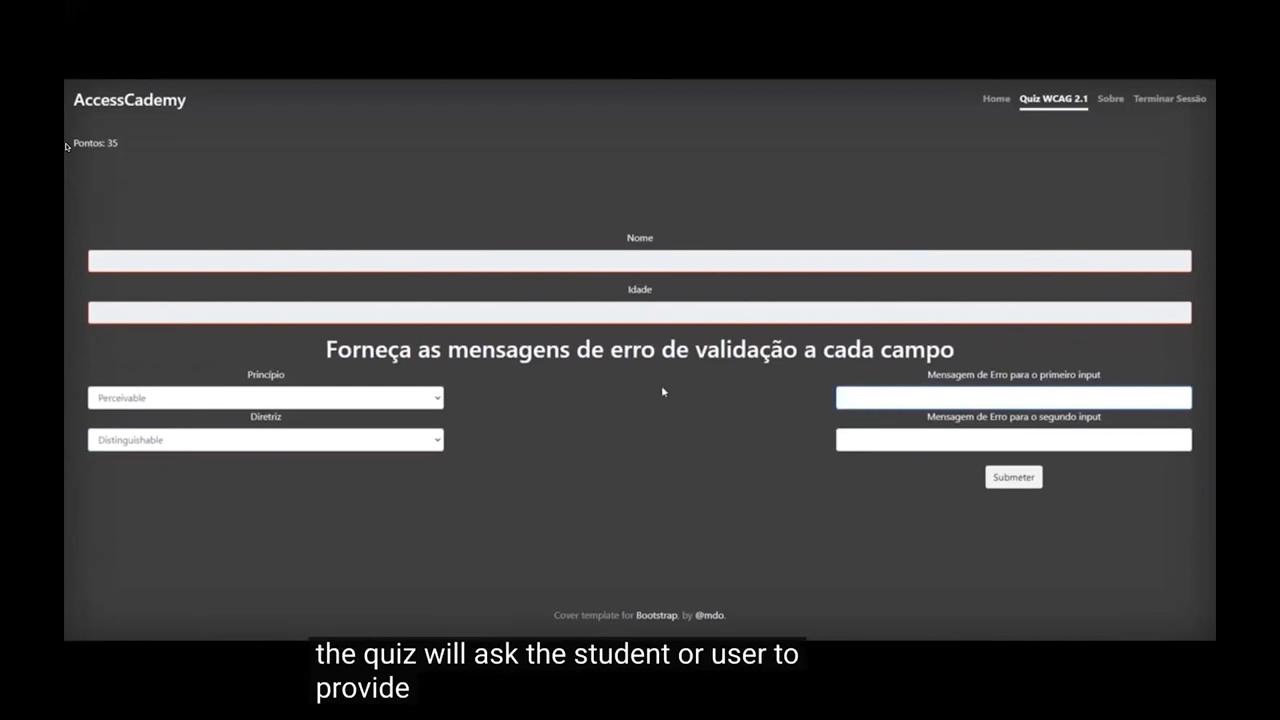 AccessCademy
Home Quiz WCAG 2.1 Sobre Terminar Sessão
Pontos: 35
Nome
Idade
Forneça as mensagens de erro de validação a cada campo
Princípio
Perceivable
Diretriz
Distinguishable
Mensagem de Erro para o primeiro input
Mensagem de Erro para o segundo input
Submeter
Cover template for Bootstrap, by @mdo.
the quiz will ask the student or user to
provide